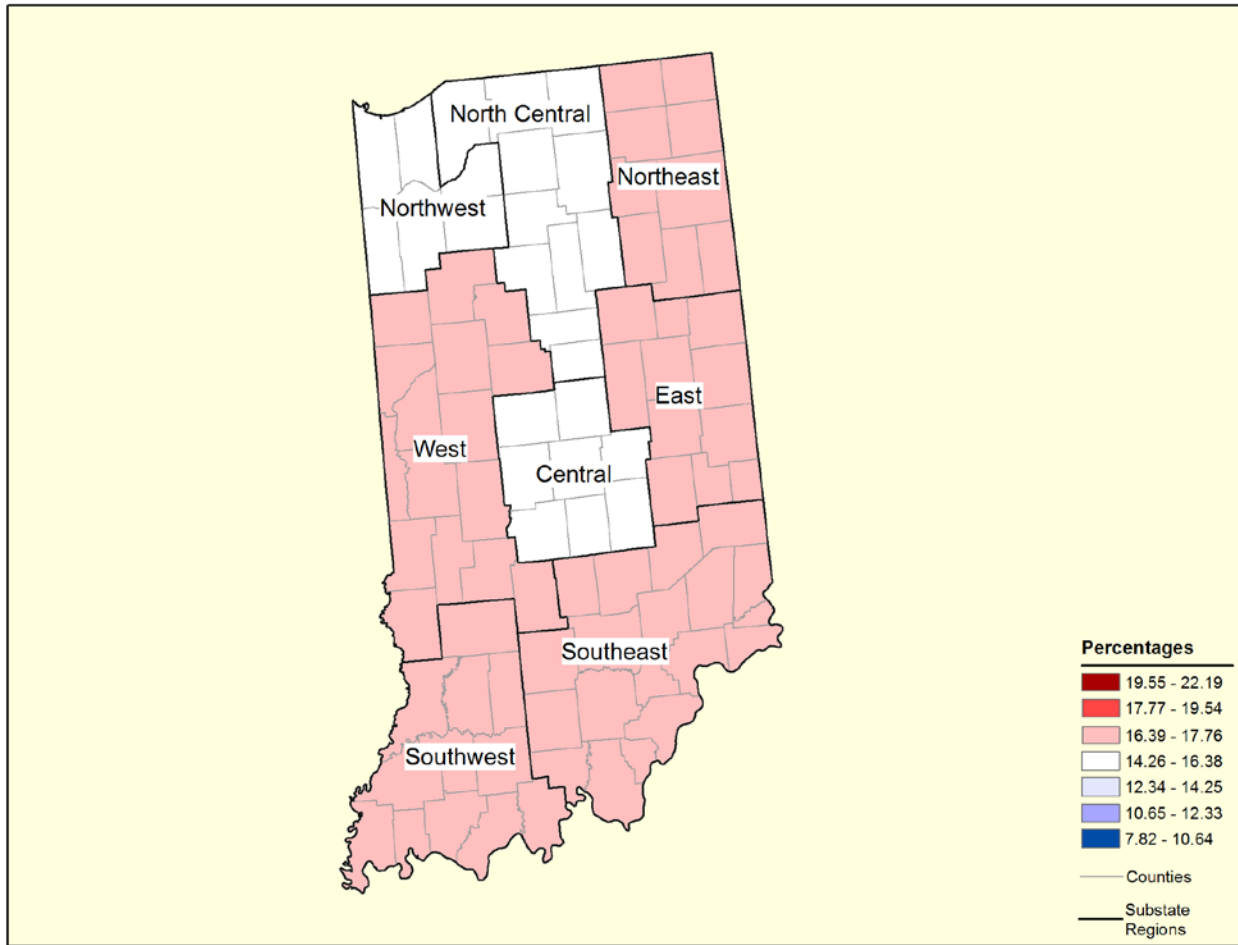 North Central
Northeast
Northwest
East
West
Central
Southeast
Southwest
Percentages
19.55 - 22.19
17.77 - 19.54
16.39 - 17.76
14.26 - 16.38
12.34 - 14.25
10.65 - 12.33
7.82 - 10.64
Counties
Substate
Regions